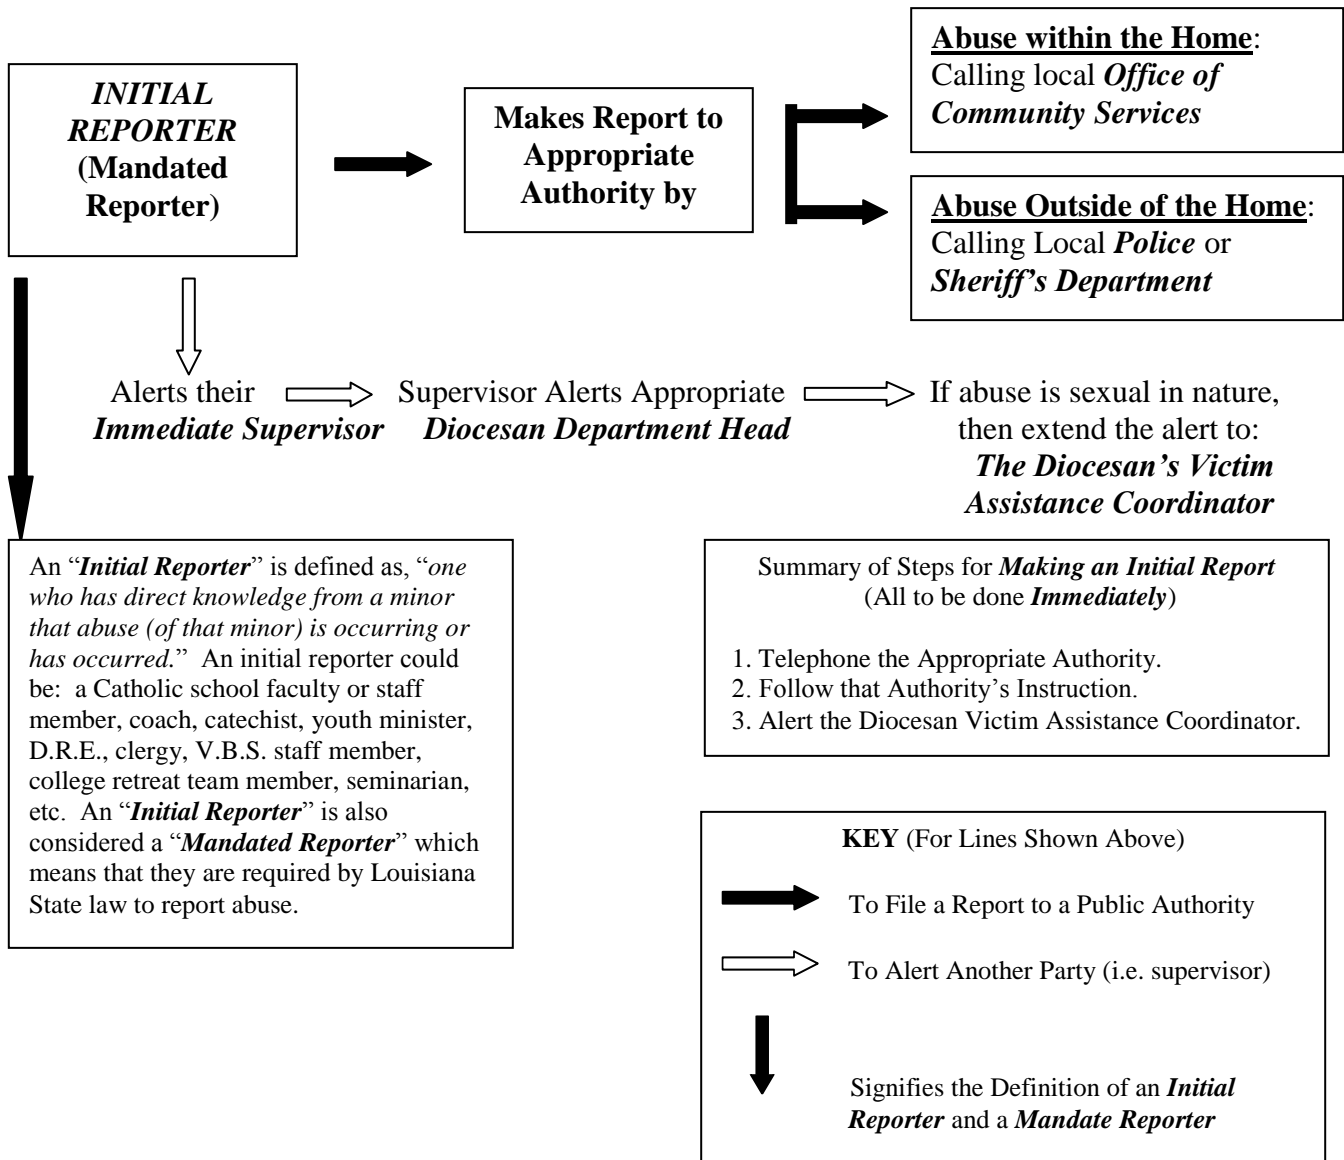 INITIAL
REPORTER
(Mandated
Reporter)
Makes Report to
Appropriate
Authority by
Abuse within the Home:
Calling local Office of
Community Services
Abuse Outside of the Home:
Calling Local Police or
Sheriff’s Department
Alerts their
Immediate Supervisor
Supervisor Alerts Appropriate
Diocesan Department Head
If abuse is sexual in nature,
then extend the alert to:
The Diocesan’s Victim
Assistance Coordinator
An “Initial Reporter” is defined as, “one
who has direct knowledge from a minor
that abuse (of that minor) is occurring or
has occurred.” An initial reporter could
be: a Catholic school faculty or staff
member, coach, catechist, youth minister,
D.R.E., clergy, V.B.S. staff member,
college retreat team member, seminarian,
etc. An “Initial Reporter” is also
considered a “Mandated Reporter” which
means that they are required by Louisiana
State law to report abuse.
Summary of Steps for Making an Initial Report
(All to be done Immediately)
1. Telephone the Appropriate Authority.
2. Follow that Authority’s Instruction.
3. Alert the Diocesan Victim Assistance Coordinator.
KEY (For Lines Shown Above)
To File a Report to a Public Authority
To Alert Another Party (i.e. supervisor)
Signifies the Definition of an Initial
Reporter and a Mandate Reporter